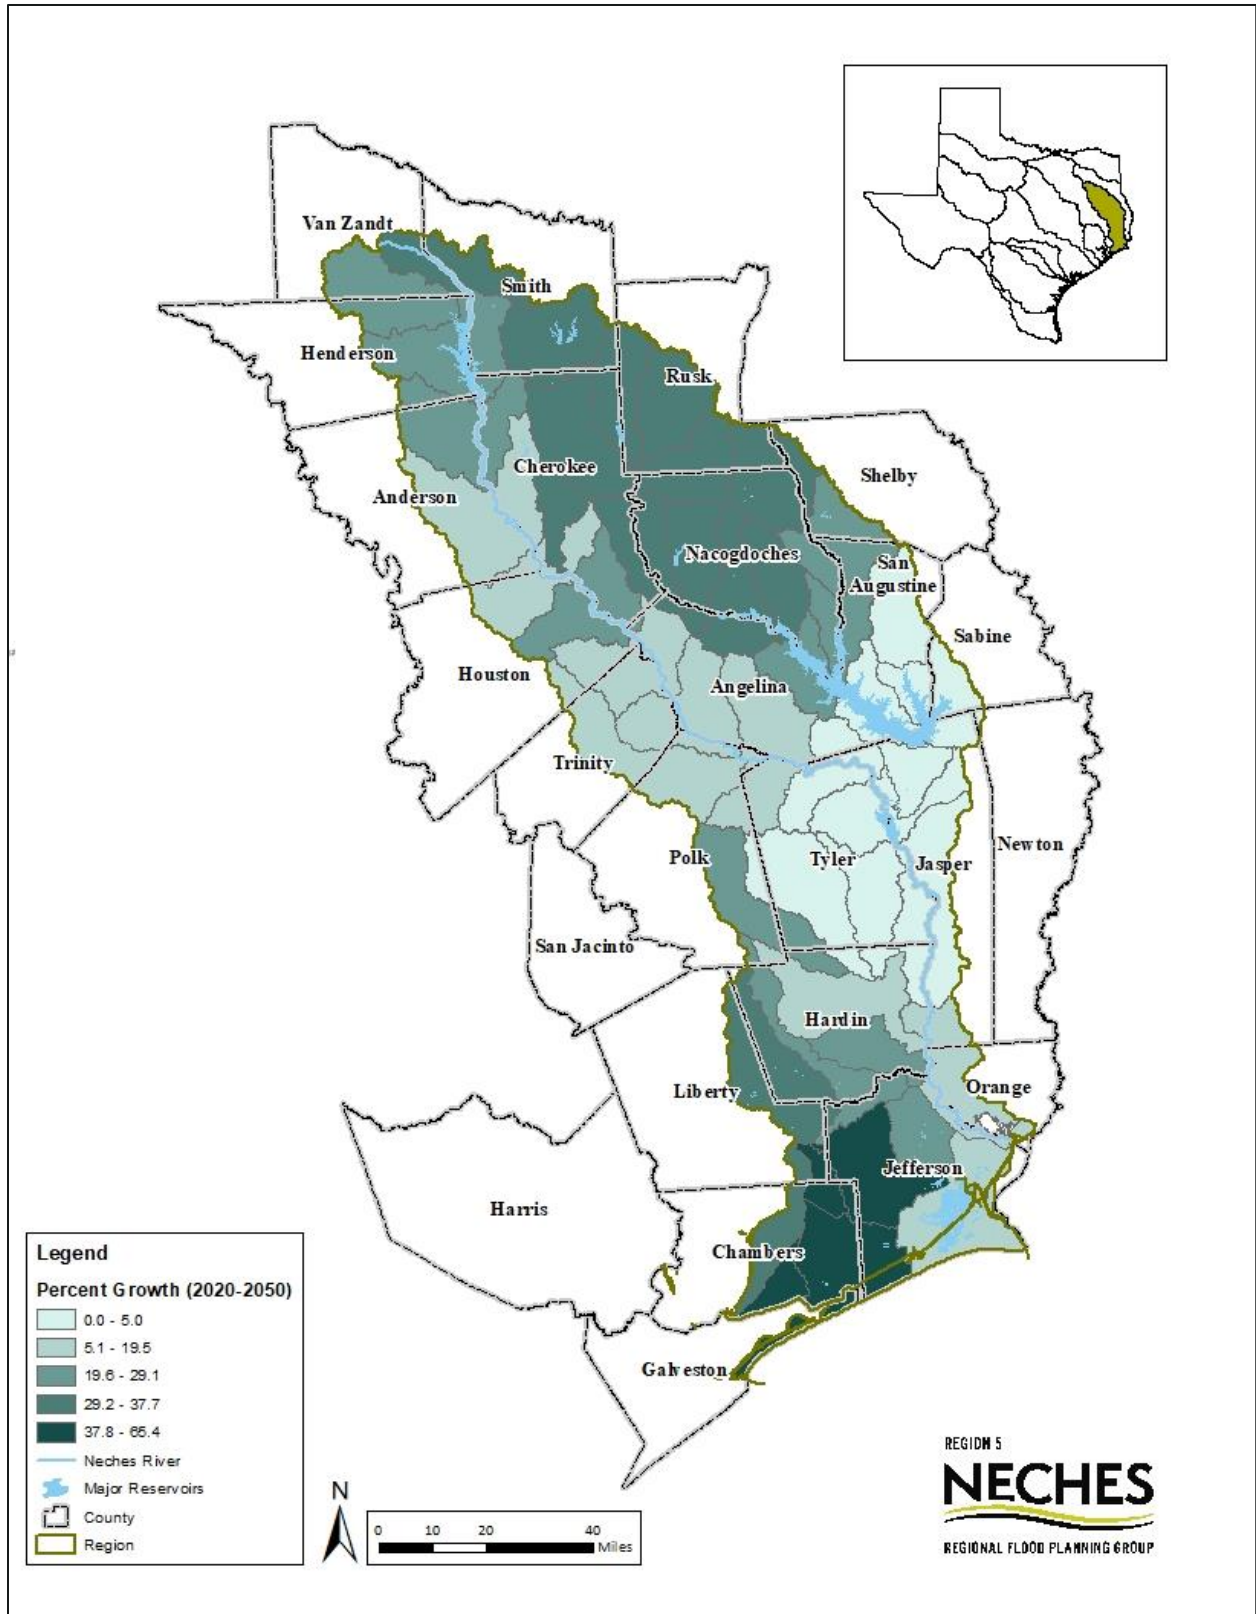 Van Zandt
Smith
Henderson
Rusk
Cherokee
Shelby
Anderson
Nacogdoches
San
Augustine
Sabine
Houston
Angelina
Trinity
Polk
Tyler
Jasper
Newton
San Jacinto
Hardin
Liberty
Orange
Jefferson
Harris
Chambers
Galveston
Legend
Percent Growth (2020-2050)
0.0 - 5.0
5.1 - 19.5
19.6 - 29.1
29.2 - 37.7
37.8 - 65.4
Neches River
Major Reservoirs
County
Region
N
0 10 20 40
Miles
REGION 5
NECHES
REGIONAL FLOOD PLANNING GROUP